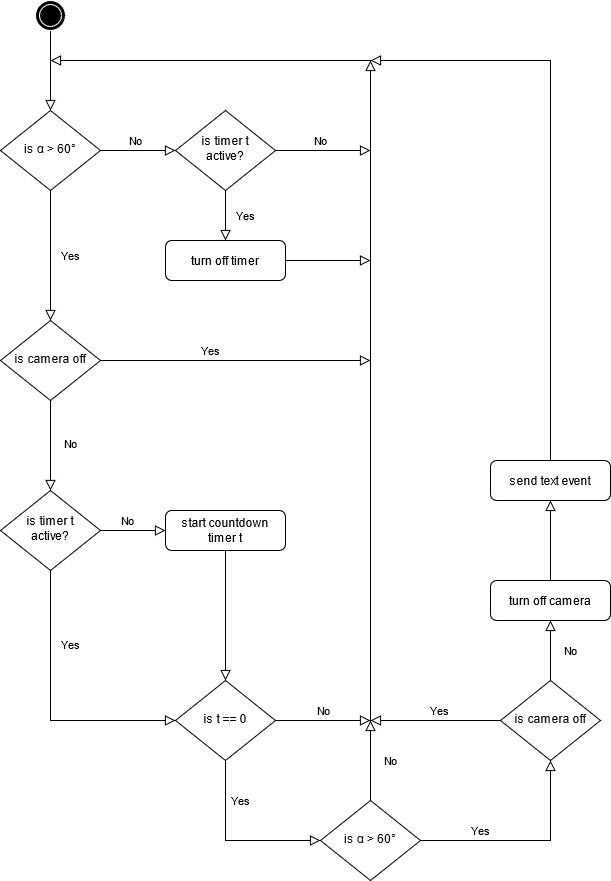 is α > 60°
No
is timer t
active?
No
Yes
turn off timer
Yes
is camera off
Yes
No
send text event
is timer t
active?
No
start countdown
timer t
turn off camera
Yes
No
is t == 0
No
Yes
is camera off
No
Yes
is α > 60°
Yes